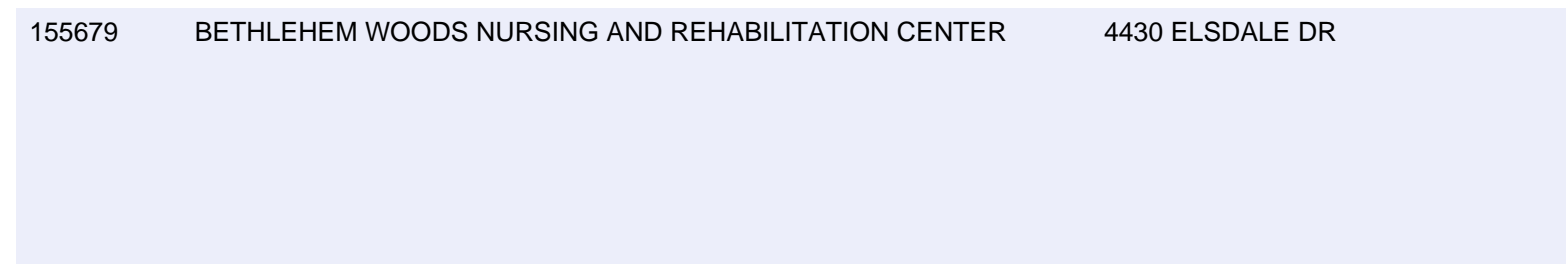 155679 BETHLEHEM WOODS NURSING AND REHABILITATION CENTER 4430 ELSDALE DR